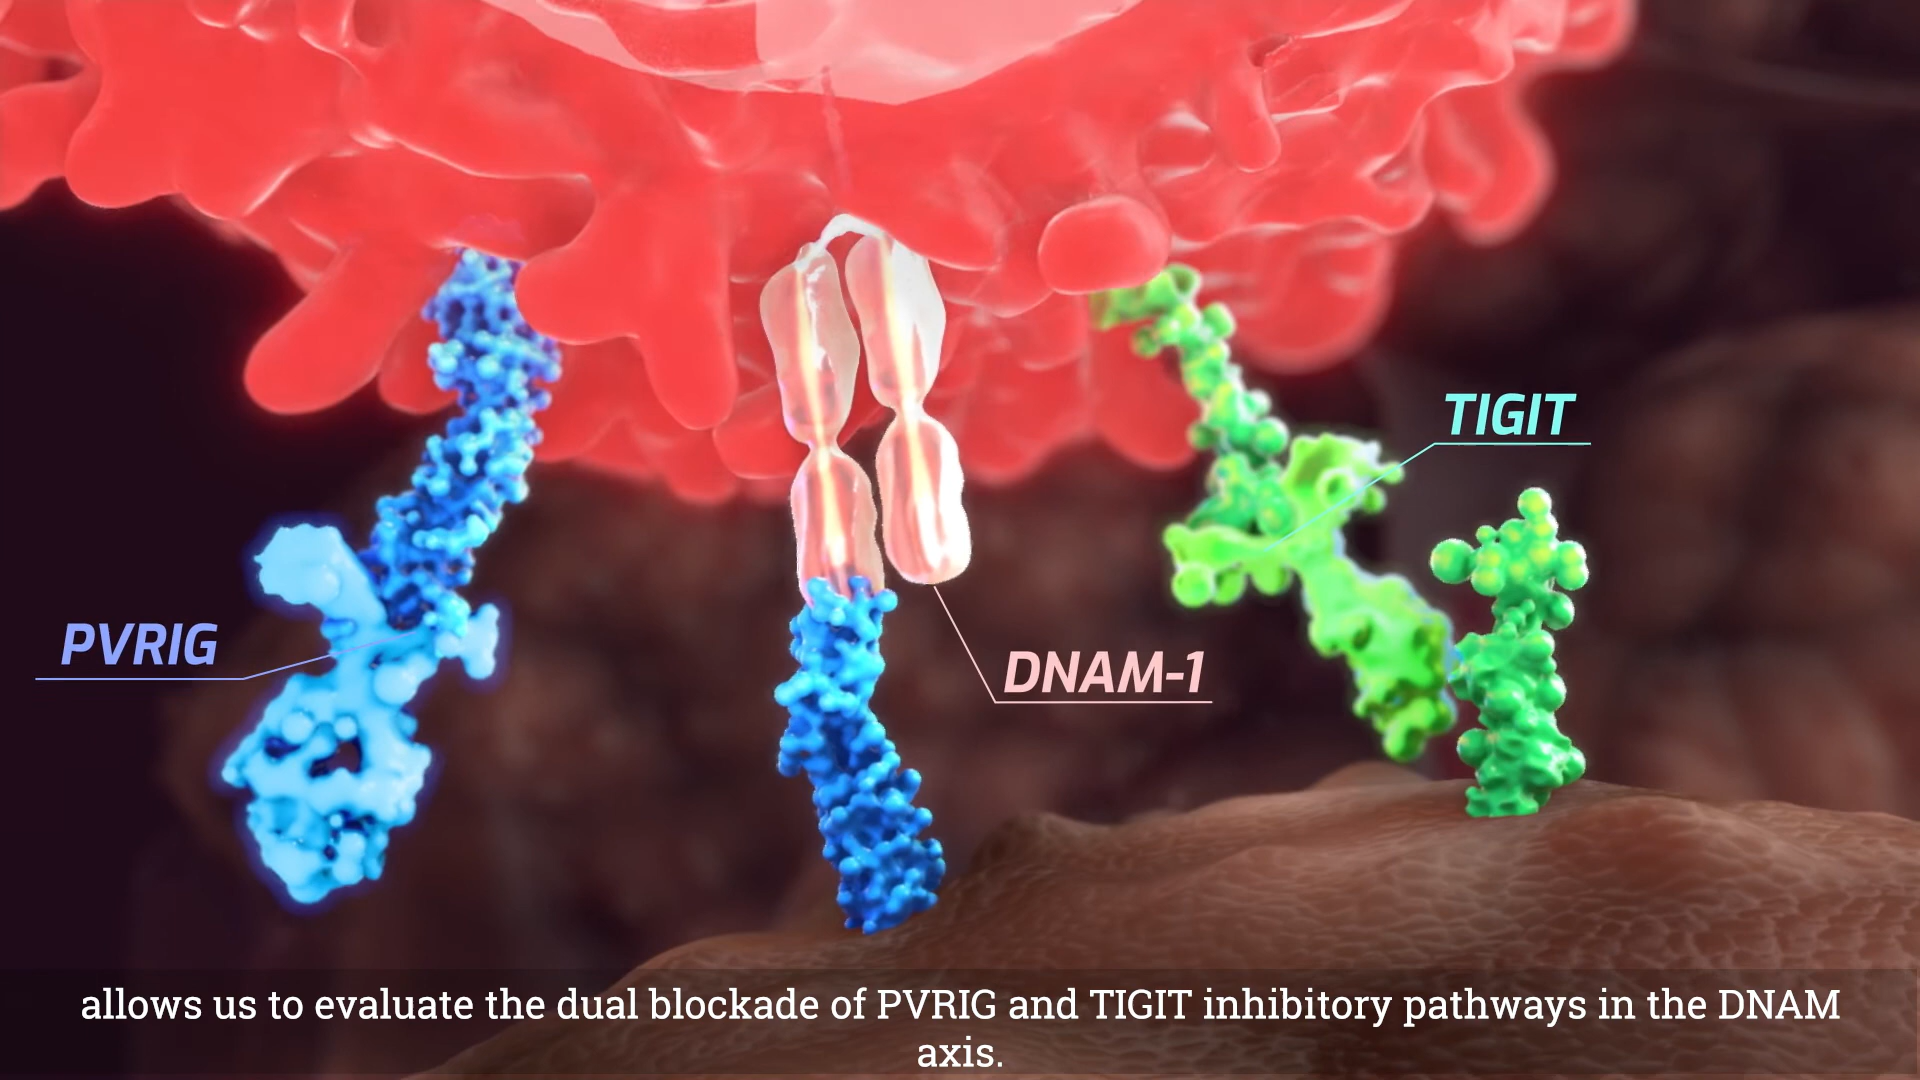 TIGIT
PVRIG
DNAM-1
allows us to evaluate the dual blockade of PVRIG and TIGIT inhibitory pathways in the DNAM
axis.